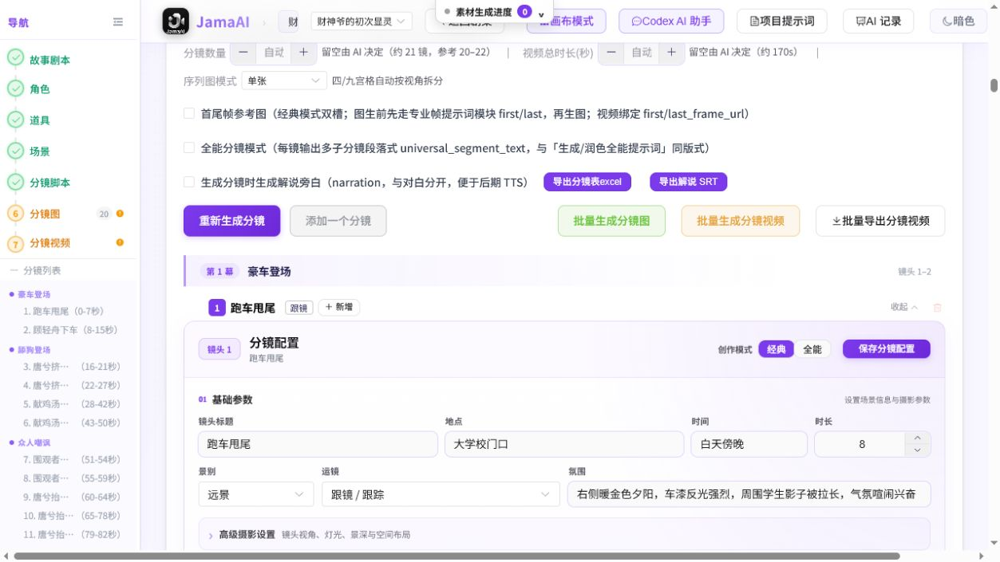 导航
JamaAI
JamaAI
财
财神爷的初次显灵
素材生成进度 0
画布模式
Codex AI 助手
项目提示词
AI 记录
暗色
故事剧本
角色
道具
场景
分镜脚本
6 分镜图 20
7 分镜视频
分镜列表
豪车登场
1. 跑车甩尾（0-7秒）
2. 顾轻舟下车（8-15秒）
舔狗登场
3. 唐兮挤… （16-21秒）
4. 唐兮挤… （22-27秒）
5. 献鸡汤… （28-42秒）
6. 献鸡汤… （43-50秒）
众人嘲讽
7. 围观者… （51-54秒）
8. 围观者… （55-59秒）
9. 唐兮抬… （60-64秒）
10. 唐兮抬… （65-78秒）
11. 唐兮抬… （79-82秒）
分镜数量 自动 留空由 AI 决定（约 21 镜，参考 20–22） 视频总时长(秒) 自动 留空由 AI 决定（约 170s）
序列图模式 单张 四/九宫格自动按视角拆分
首尾帧参考图（经典模式双槽；图生前先走专业帧提示词模块 first/last，再生图；视频绑定 first/last_frame_url）
全能分镜模式（每镜输出多子分镜段落式 universal_segment_text，与「生成/润色全能提示词」同版式）
生成分镜时生成解说旁白（narration，与对白分开，便于后期 TTS） 导出分镜表excel 导出解说 SRT
重新生成分镜 添加一个分镜 批量生成分镜图 批量生成分镜视频 批量导出分镜视频
第 1 幕 豪车登场 镜头 1–2
1 跑车甩尾 跟镜 + 新增 收起
镜头 1 分镜配置 创作模式 经典 全能 保存分镜配置
跑车甩尾
01 基础参数 设置场景信息与摄影参数
镜头标题 地点 时间 时长
跑车甩尾 大学校门口 白天傍晚 8
景别 运镜 氛围
远景 跟镜 / 跟踪 右侧暖金色夕阳，车漆反光强烈，周围学生影子被拉长，气氛喧闹兴奋
高级摄影设置 镜头视角、灯光、景深与空间布局